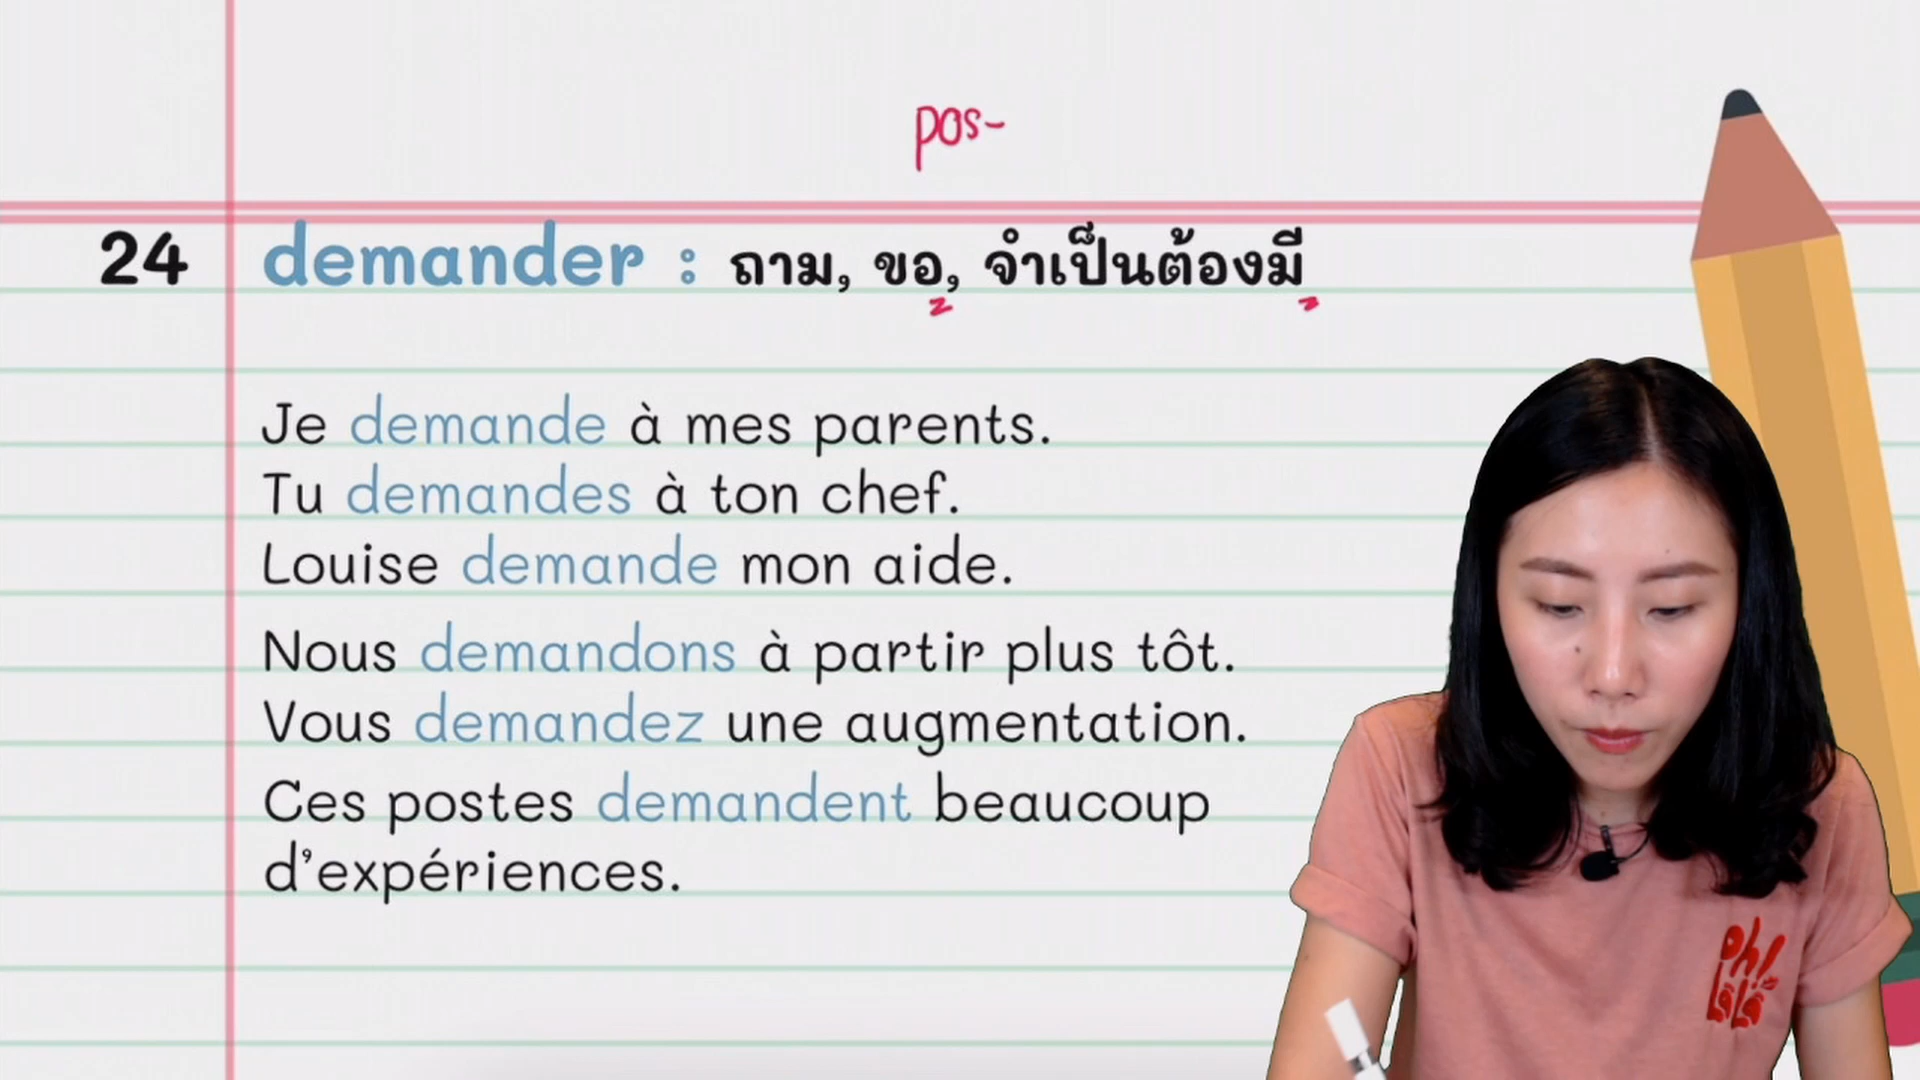 pos-
24 demander : ถาม, ขอ, จำเป็นต้องมี
Je demande à mes parents.
Tu demandes à ton chef.
Louise demande mon aide.
Nous demandons à partir plus tôt.
Vous demandez une augmentation.
Ces postes demandent beaucoup
d’expériences.
oh!
LàLà